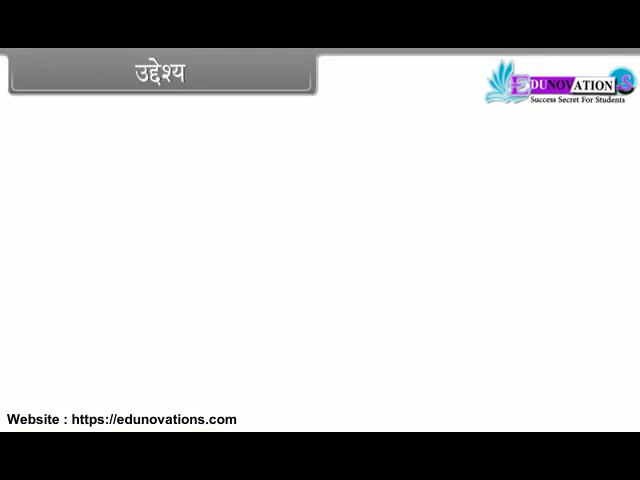 उद्देश्य
EDUNOVATIONS
Success Secret For Students
Website : https://edunovations.com